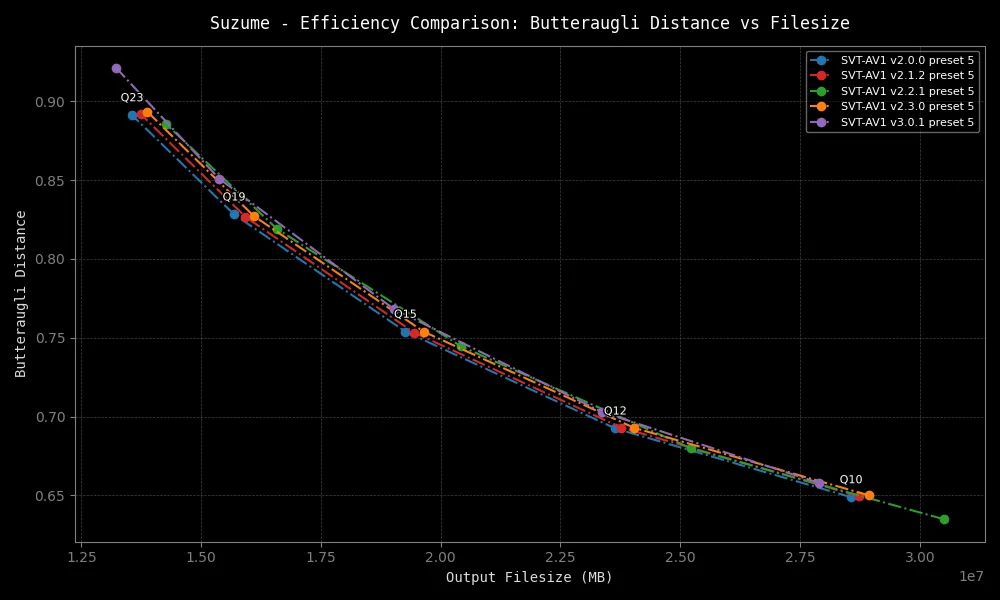 Suzume - Efficiency Comparison: Butteraugli Distance vs Filesize
SVT-AV1 v2.0.0 preset 5
SVT-AV1 v2.1.2 preset 5
SVT-AV1 v2.2.1 preset 5
SVT-AV1 v2.3.0 preset 5
SVT-AV1 v3.0.1 preset 5
Butteraugli Distance
0.90
0.85
0.80
0.75
0.70
0.65
Q23
Q19
Q15
Q12
Q10
1.25 1.50 1.75 2.00 2.25 2.50 2.75 3.00
1e7
Output Filesize (MB)